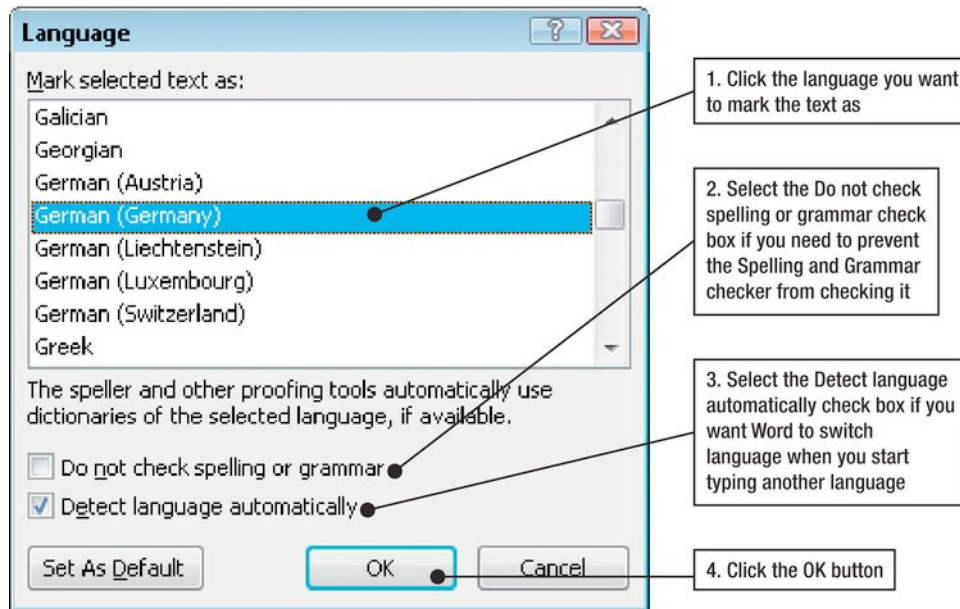 Language
Mark selected text as:
Galician
Georgian
German (Austria)
German (Germany)
German (Liechtenstein)
German (Luxembourg)
German (Switzerland)
Greek
The speller and other proofing tools automatically use
dictionaries of the selected language, if available.
Do not check spelling or grammar
Detect language automatically
Set As Default
OK
Cancel
1. Click the language you want
to mark the text as
2. Select the Do not check
spelling or grammar check
box if you need to prevent
the Spelling and Grammar
checker from checking it
3. Select the Detect language
automatically check box if you
want Word to switch
language when you start
typing another language
4. Click the OK button